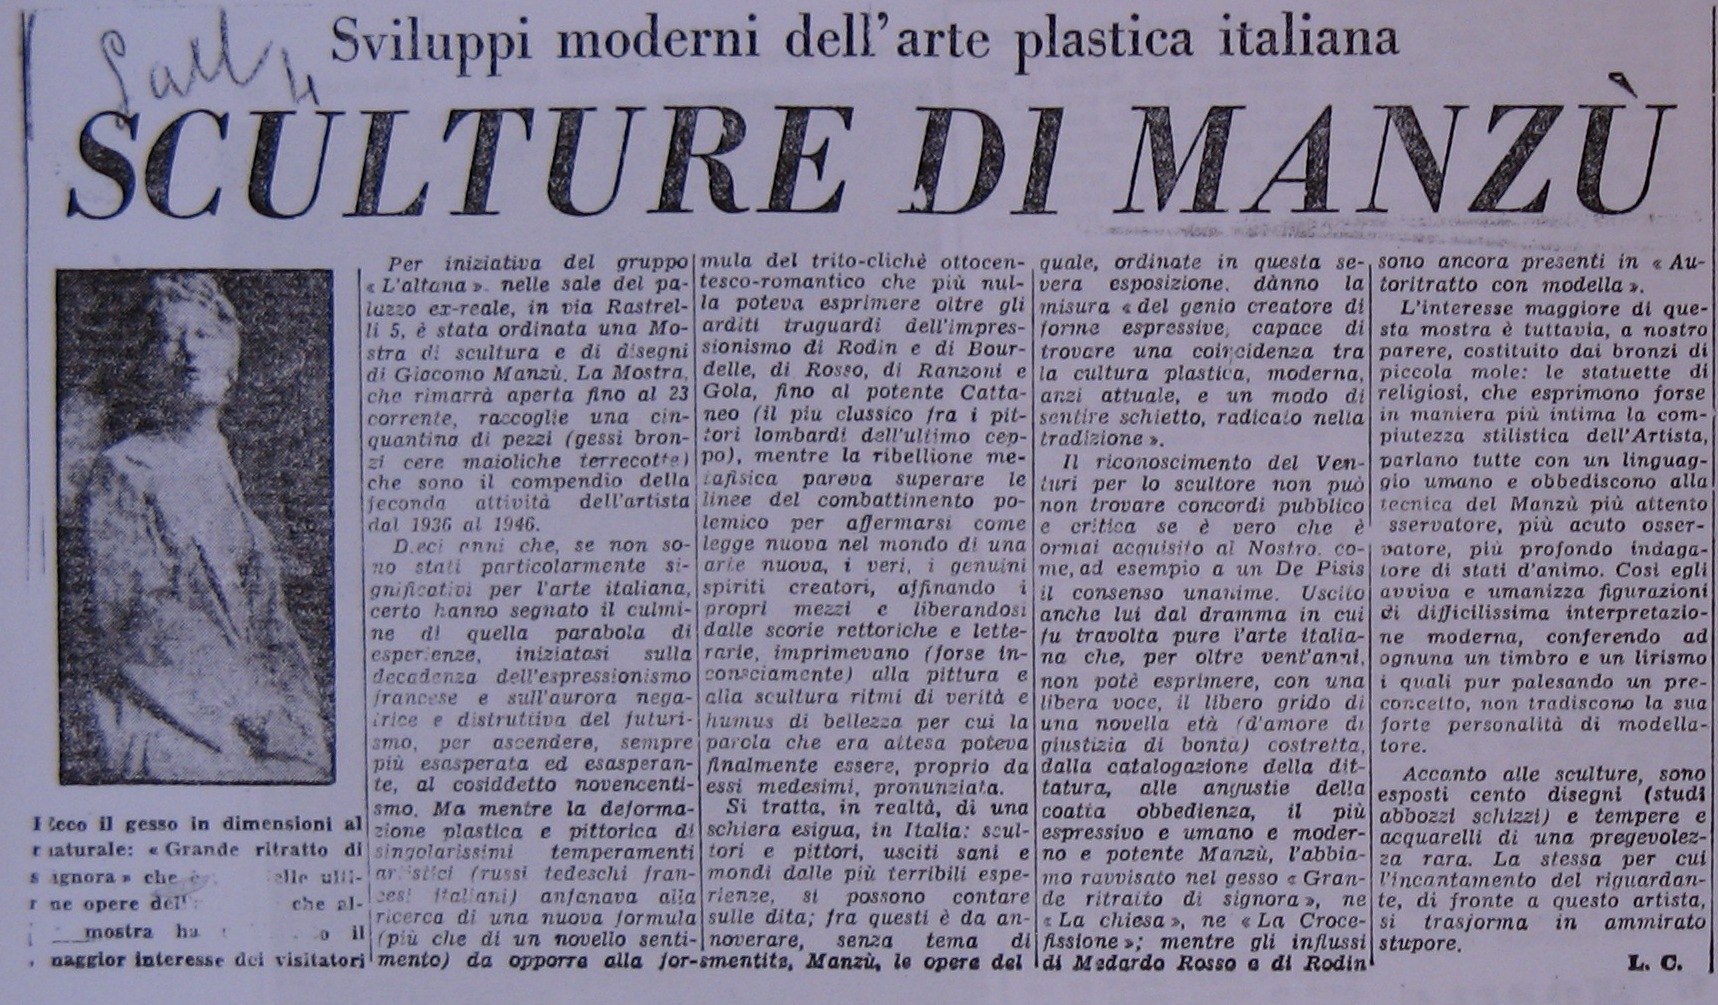 Sviluppi moderni dell'arte plastica italiana
SCULTURE DI MANZÙ
Ecco il gesso in dimensioni al
naturale: «Grande ritratto di
signora» che
ne opere dell' che al-
mostra ha il
maggior interesse dei visitatori
Per iniziativa del gruppo
«L'altana» nelle sale del pa-
lazzo ex-reale, in via Rastrel-
li 5, è stata ordinata una Mo-
stra di scultura e di disegni
di Giacomo Manzù. La Mostra,
che rimarrà aperta fino al 23
corrente, raccoglie una cin-
quantina di pezzi (gessi bron-
zi cere maioliche terrecotte)
che sono il compendio della
feconda attività dell'artista
dal 1936 al 1946.
Dieci anni che, se non so-
no stati particolarmente si-
gnificativi per l'arte italiana,
certo hanno segnato il culmi-
ne di quella parabola di
esperienze, iniziatasi sulla
decadenza dell'espressionismo
francese e sull'aurora nega-
trice e distruttiva del futuri-
smo, per ascendere, sempre
più esasperata ed esasperan-
te, al cosiddetto novencenti-
smo. Ma mentre la deforma-
zione plastica e pittorica di
singolarissimi temperamenti
artistici (russi tedeschi fran-
cesi italiani) anfanava alla
ricerca di una nuova formula
(più che di un novello senti-
mento) da opporre alla for-
mula del trito-clichè ottocen-
tesco-romantico che più nul-
la poteva esprimere oltre gli
arditi traguardi dell'impres-
sionismo di Rodin e di Bour-
delle, di Rosso, di Ranzoni e
Gola, fino al potente Catta-
neo (il più classico fra i pit-
tori lombardi dell'ultimo cep-
po), mentre la ribellione me-
tafisica pareva superare le
linee del combattimento po-
lemico per affermarsi come
legge nuova nel mondo di una
arte nuova, i veri, i genuini
spiriti creatori, affinando i
propri mezzi e liberandosi
dalle scorie rettoriche e lette-
rarie, imprimevano (forse in-
consciamente) alla pittura e
alla scultura ritmi di verità e
humus di bellezza per cui la
parola che era attesa poteva
finalmente essere, proprio da
essi medesimi, pronunziata.
Si tratta, in realtà, di una
schiera esigua, in Italia: scul-
tori e pittori, usciti sani e
mondi dalle più terribili espe-
rienze, si possono contare
sulle dita; fra questi è da an-
noverare, senza tema di
smentite, Manzù, le opere del
quale, ordinate in questa se-
vera esposizione, dànno la
misura «del genio creatore di
forme espressive, capace di
trovare una coincidenza tra
la cultura plastica, moderna,
anzi attuale, e un modo di
sentire schietto, radicato nella
tradizione».
Il riconoscimento del Ven-
turi per lo scultore non può
non trovare concordi pubblico
e critica se è vero che è
ormai acquisito al Nostro, co-
me, ad esempio a un De Pisis
il consenso unanime. Uscito
anche lui dal dramma in cui
fu travolta pure l'arte italia-
na che, per oltre vent'anni,
non potè esprimere, con una
libera voce, il libero grido di
una novella età (d'amore di
giustizia di bontà) costretta,
dalla catalogazione della dit-
tatura, alle angustie della
coatta obbedienza, il più
espressivo e umano e moder-
no e potente Manzù, l'abbia-
mo ravvisato nel gesso «Gran-
de ritratto di signora», ne
«La chiesa», ne «La Croce-
fissione»; mentre gli influssi
di Medardo Rosso e di Rodin
sono ancora presenti in «Au-
toritratto con modella».
L'interesse maggiore di que-
sta mostra è tuttavia, a nostro
parere, costituito dai bronzi di
piccola mole: le statuette di
religiosi, che esprimono forse
in maniera più intima la com-
piutezza stilistica dell'Artista,
parlano tutte con un linguag-
gio umano e obbediscono alla
tecnica del Manzù più attento
sservatore, più acuto osser-
vatore, più profondo indaga-
tore di stati d'animo. Così egli
avviva e umanizza figurazioni
di difficilissima interpretazio-
ne moderna, conferendo ad
ognuna un timbro e un lirismo
i quali pur palesando un pre-
concetto, non tradiscono la sua
forte personalità di modella-
tore.
Accanto alle sculture, sono
esposti cento disegni (studi
abbozzi schizzi) e tempere e
acquarelli di una pregevolez-
za rara. La stessa per cui
l'incantamento del riguardan-
te, di fronte a questo artista,
si trasforma in ammirato
stupore.
L. C.